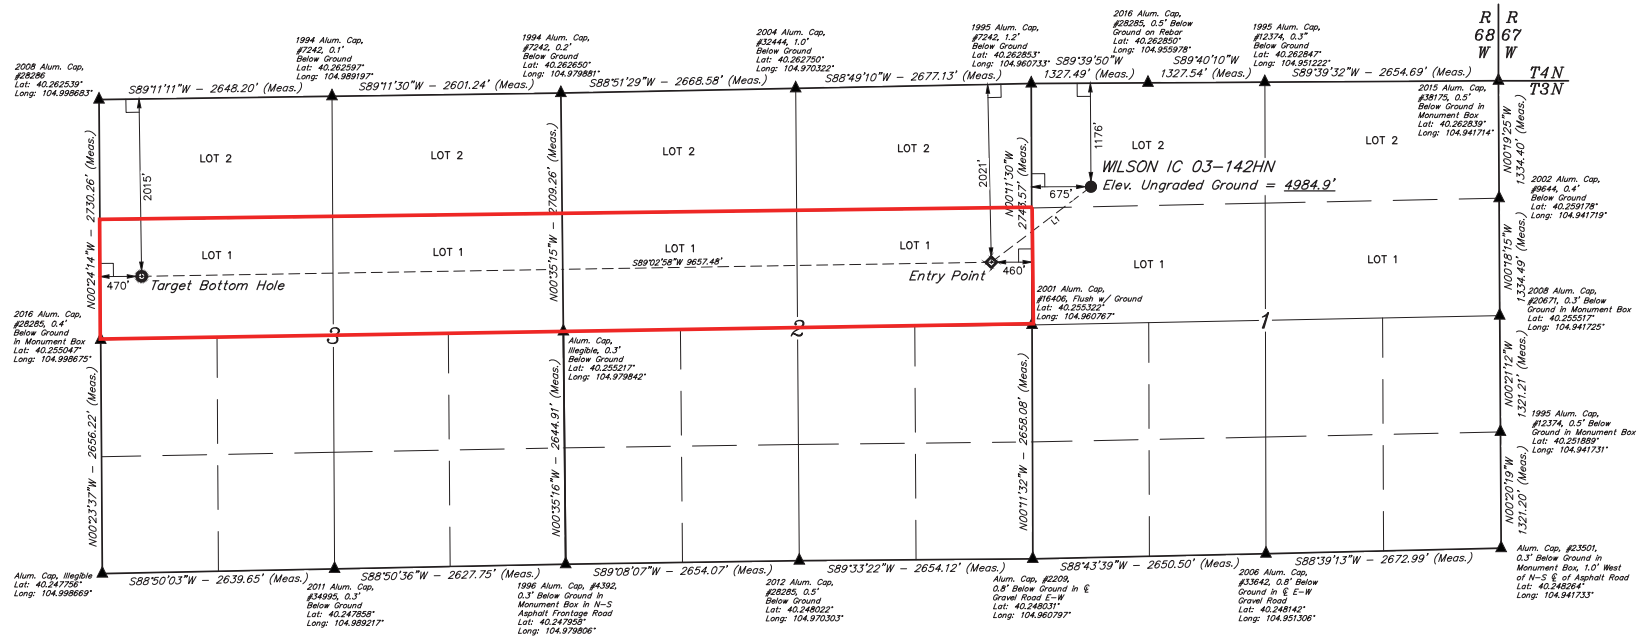 R R
68 67
W W
T4N
T3N
2008 Alum. Cap,
#28286
Lat: 40.262539°
Long: 104.998683°
1994 Alum. Cap,
#7242, 0.1'
Below Ground
Lat: 40.262597°
Long: 104.989197°
1994 Alum. Cap,
#7242, 0.2'
Below Ground
Lat: 40.262650°
Long: 104.979881°
2004 Alum. Cap,
#32444, 1.0'
Below Ground
Lat: 40.262750°
Long: 104.970322°
1995 Alum. Cap,
#7242, 1.2'
Below Ground
Lat: 40.262853°
Long: 104.960733°
2016 Alum. Cap,
#28285, 0.5' Below
Ground on Rebar
Lat: 40.262850°
Long: 104.955978°
1995 Alum. Cap,
#12374, 0.3"
Below Ground
Lat: 40.262847°
Long: 104.951222°
S89°11'11"W - 2648.20' (Meas.)
S89°11'30"W - 2601.24' (Meas.)
S88°51'29"W - 2668.58' (Meas.)
S88°49'10"W - 2677.13' (Meas.)
S89°39'50"W
1327.49' (Meas.)
S89°40'10"W
1327.54' (Meas.)
S89°39'32"W - 2654.69' (Meas.)
2015 Alum. Cap,
#38175, 0.5'
Below Ground in
Monument Box
Lat: 40.262839°
Long: 104.941714°
N00°24'14"W - 2730.26' (Meas.)
2015'
LOT 2
LOT 2
N00°35'15"W - 2709.26' (Meas.)
LOT 2
LOT 2
2021'
N00°11'30"W
2743.57' (Meas.)
1176'
675'
LOT 2
LOT 2
WILSON IC 03-142HN
Elev. Ungraded Ground = 4984.9'
N00°19'25"W
1334.40' (Meas.)
2002 Alum. Cap,
#9644, 0.4'
Below Ground
Lat: 40.259178°
Long: 104.941719°
L1
LOT 1
LOT 1
LOT 1
LOT 1
LOT 1
LOT 1
S89°02'58"W 9657.48'
470'
Target Bottom Hole
Entry Point
460'
N00°18'15"W
1334.49' (Meas.)
2001 Alum. Cap,
#16406, Flush w/ Ground
Lat: 40.255322°
Long: 104.960767°
2008 Alum. Cap,
#20671, 0.3' Below
Ground in Monument Box
Lat: 40.255517°
Long: 104.941725°
2016 Alum. Cap,
#28285, 0.4'
Below Ground
in Monument Box
Lat: 40.255047°
Long: 104.998675°
3
2
1
Alum. Cap,
Illegible, 0.3'
Below Ground
Lat: 40.255217°
Long: 104.979842°
N00°23'37"W - 2656.22' (Meas.)
N00°35'16"W - 2644.91' (Meas.)
N00°11'32"W - 2658.08' (Meas.)
N00°21'12"W
1321.21' (Meas.)
1995 Alum. Cap,
#12374, 0.5' Below
Ground in Monument Box
Lat: 40.251889°
Long: 104.941731°
N00°20'19"W
1321.20' (Meas.)
S88°50'03"W - 2639.65' (Meas.)
S88°50'36"W - 2627.75' (Meas.)
S89°08'07"W - 2654.07' (Meas.)
S89°33'22"W - 2654.12' (Meas.)
S88°43'39"W - 2650.50' (Meas.)
S88°39'13"W - 2672.99' (Meas.)
Alum. Cap, Illegible
Lat: 40.247756°
Long: 104.998669°
2011 Alum. Cap,
#34995, 0.3'
Below Ground
Lat: 40.247858°
Long: 104.989217°
1996 Alum. Cap, #4392,
0.3' Below Ground in
Monument Box in N-S
Asphalt Frontage Road
Lat: 40.247958°
Long: 104.979806°
2012 Alum. Cap,
#28285, 0.5'
Below Ground
Lat: 40.248022°
Long: 104.970303°
Alum. Cap, #2209,
0.8' Below Ground in ℄
Gravel Road E-W
Lat: 40.248031°
Long: 104.960797°
2006 Alum. Cap,
#33642, 0.8' Below
Ground in ℄ E-W
Gravel Road
Lat: 40.248142°
Long: 104.951306°
Alum. Cap, #23501,
0.3' Below Ground in
Monument Box, 1.0' West
of N-S ℄ of Asphalt Road
Lat: 40.248264°
Long: 104.941733°